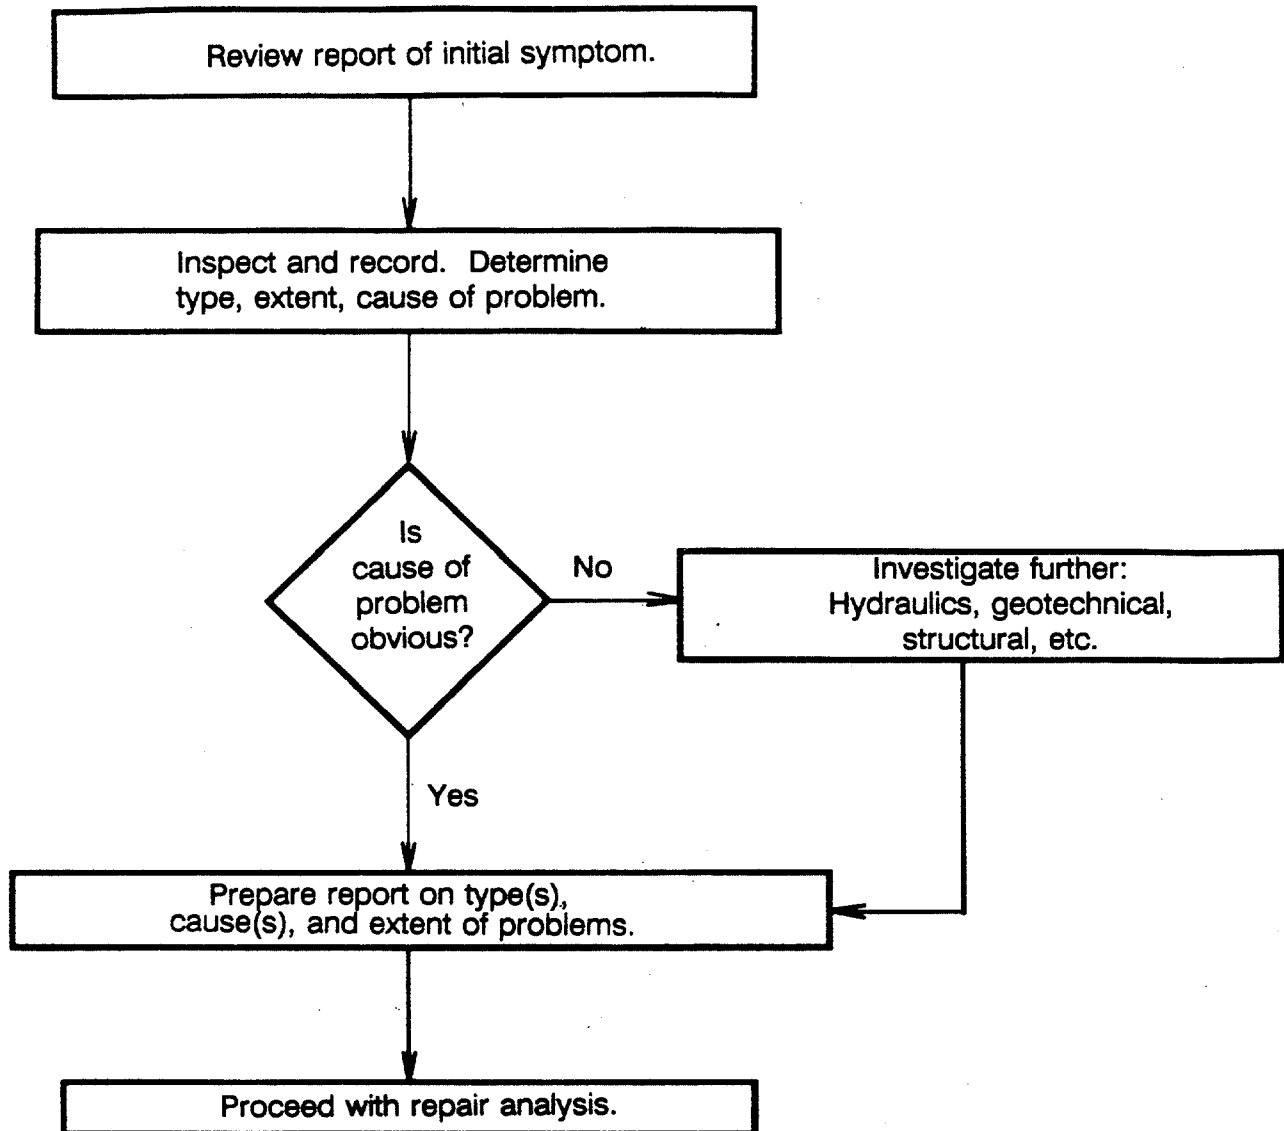 Review report of initial symptom.
Inspect and record. Determine
type, extent, cause of problem.
Is
cause of
problem
obvious?
No
Investigate further:
Hydraulics, geotechnical,
structural, etc.
Yes
Prepare report on type(s),
cause(s), and extent of problems.
Proceed with repair analysis.